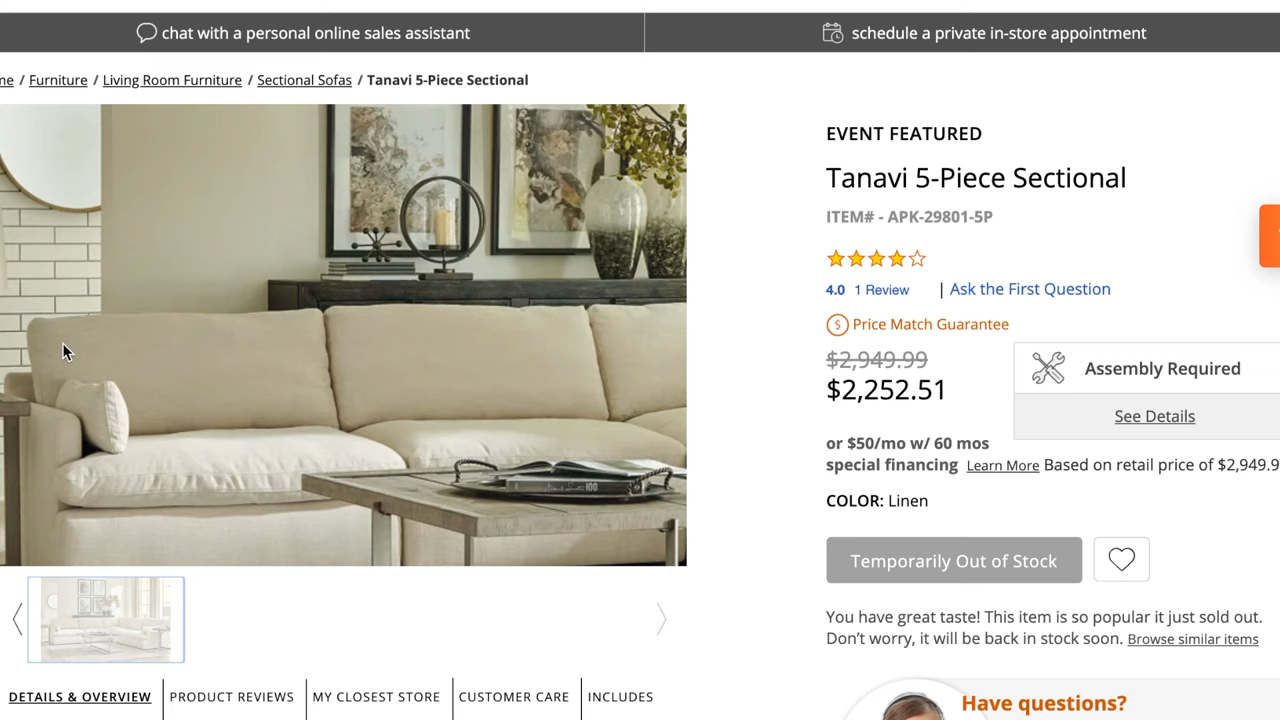 chat with a personal online sales assistant
schedule a private in-store appointment
me / Furniture / Living Room Furniture / Sectional Sofas / Tanavi 5-Piece Sectional
EVENT FEATURED
Tanavi 5-Piece Sectional
ITEM# - APK-29801-5P
4.0 1 Review | Ask the First Question
$ Price Match Guarantee
$2,949.99
$2,252.51
Assembly Required
See Details
or $50/mo w/ 60 mos
special financing Learn More Based on retail price of $2,949.9
COLOR: Linen
Temporarily Out of Stock
You have great taste! This item is so popular it just sold out.
Don't worry, it will be back in stock soon. Browse similar items
DETAILS & OVERVIEW
PRODUCT REVIEWS
MY CLOSEST STORE
CUSTOMER CARE
INCLUDES
Have questions?